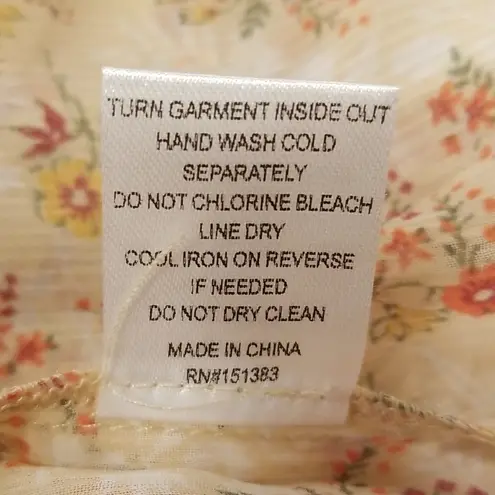 TURN GARMENT INSIDE OUT
HAND WASH COLD
SEPARATELY
DO NOT CHLORINE BLEACH
LINE DRY
COOL IRON ON REVERSE
IF NEEDED
DO NOT DRY CLEAN
MADE IN CHINA
RN#151383